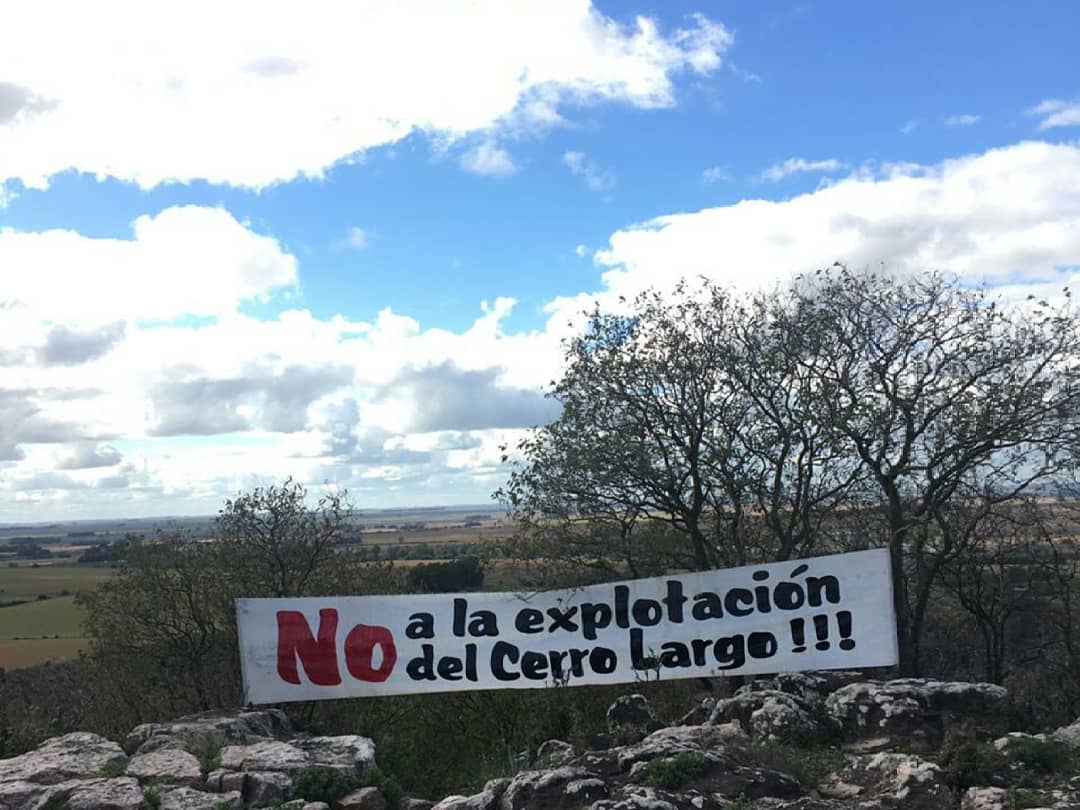 No a la explotación
del Cerro Largo !!!